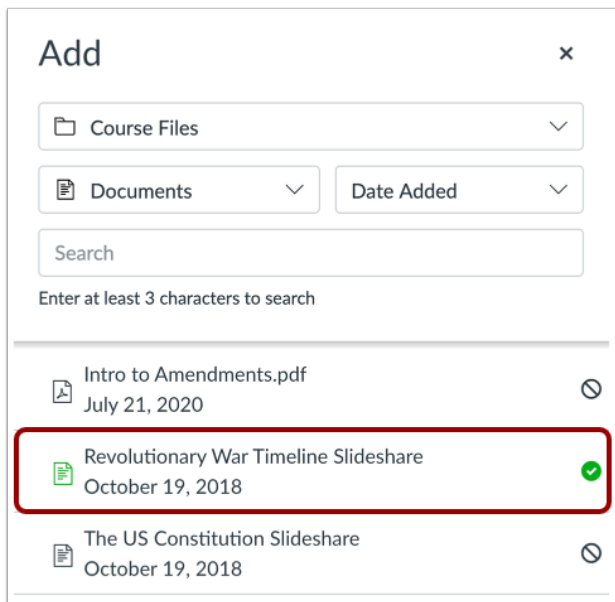 Add
Course Files
Documents
Date Added
Search
Enter at least 3 characters to search
Intro to Amendments.pdf
July 21, 2020
Revolutionary War Timeline Slideshare
October 19, 2018
The US Constitution Slideshare
October 19, 2018